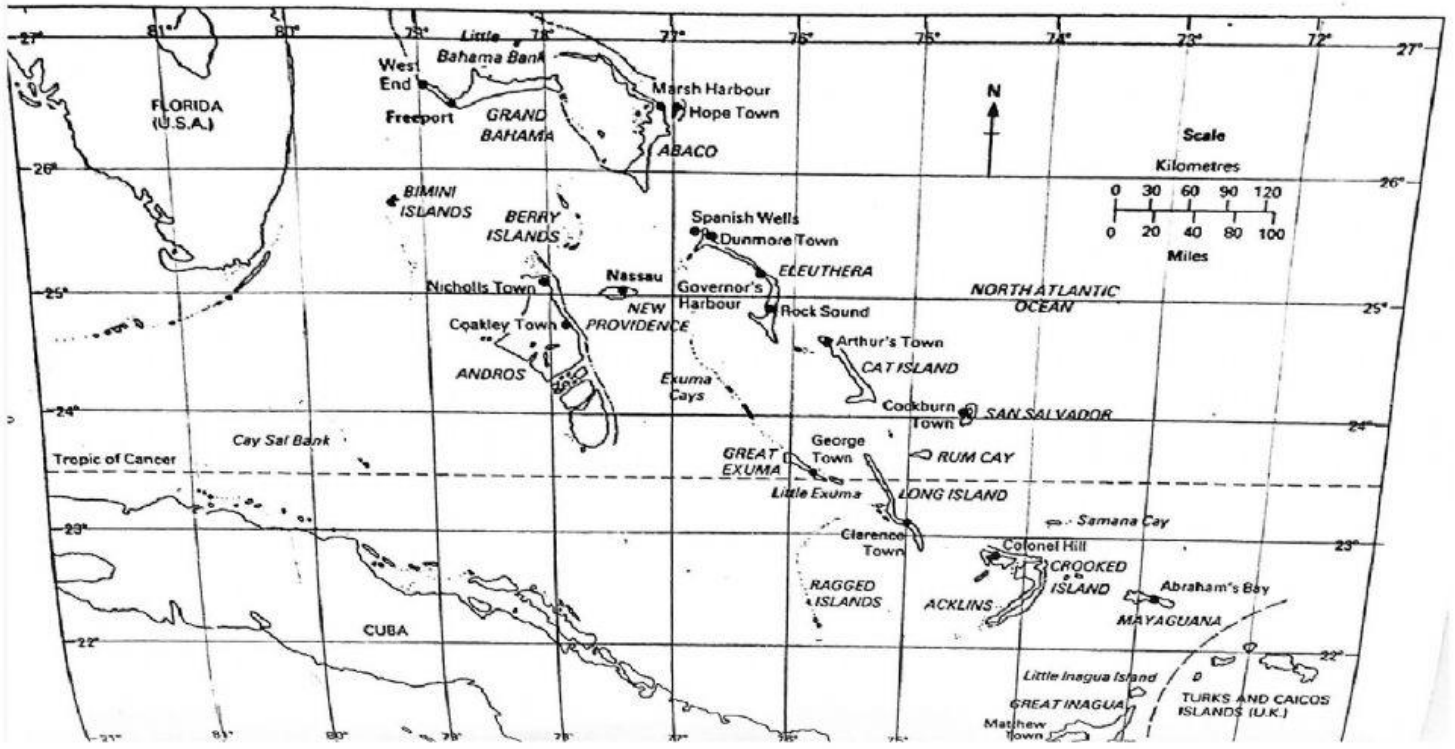 81°
79°
78°
77°
76°
75°
74°
73°
72°
27°
27°
Little
Bahama Bank
West
End
Freeport
GRAND
BAHAMA
Marsh Harbour
Hope Town
ABACO
FLORIDA
(U.S.A.)
N
Scale
Kilometres
0 30 60 90 120
0 20 40 80 100
Miles
26°
26°
BIMINI
ISLANDS
BERRY
ISLANDS
Spanish Wells
Dunmore Town
ELEUTHERA
Governor's
Harbour
Rock Sound
Nicholls Town
Nassau
NEW
PROVIDENCE
Coakley Town
ANDROS
NORTH ATLANTIC
OCEAN
25°
25°
Arthur's Town
CAT ISLAND
Exuma
Cays
Cockburn
Town
SAN SALVADOR
24°
24°
Cay Sal Bank
Tropic of Cancer
GREAT
EXUMA
George
Town
Little Exuma
RUM CAY
LONG ISLAND
Clarence
Town
Samana Cay
23°
23°
Colonel Hill
CROOKED
ISLAND
RAGGED
ISLANDS
ACKLINS
Abraham's Bay
MAYAGUANA
CUBA
22°
22°
Little Inagua Island
GREAT INAGUA
Matthew
Town
TURKS AND CAICOS
ISLANDS (U.K.)